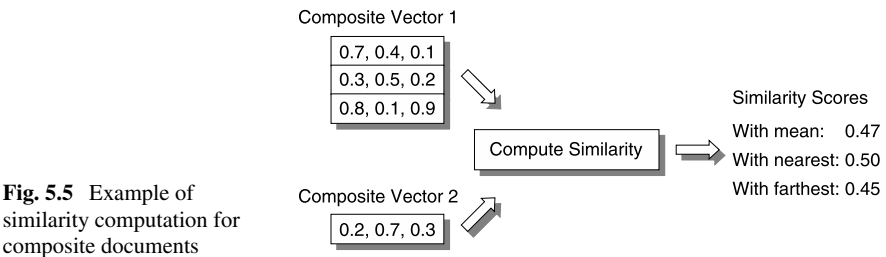 Composite Vector 1
0.7, 0.4, 0.1
0.3, 0.5, 0.2
0.8, 0.1, 0.9
Compute Similarity
Similarity Scores
With mean: 0.47
With nearest: 0.50
With farthest: 0.45
Composite Vector 2
0.2, 0.7, 0.3
Fig. 5.5 Example of
similarity computation for
composite documents